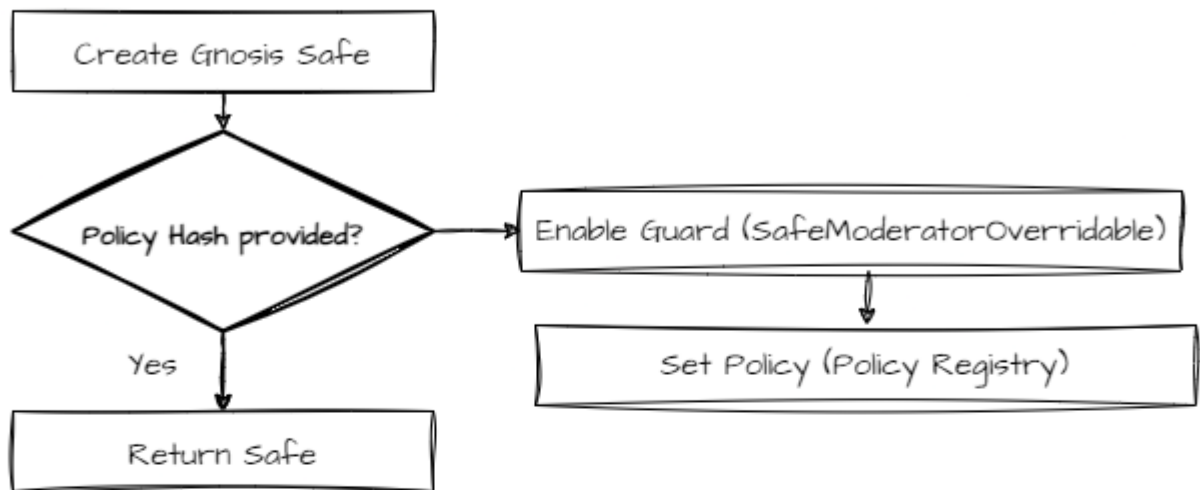 Create Gnosis Safe
Policy Hash provided?
Enable Guard (SafeModeratorOverridable)
Set Policy (Policy Registry)
Yes
Return Safe